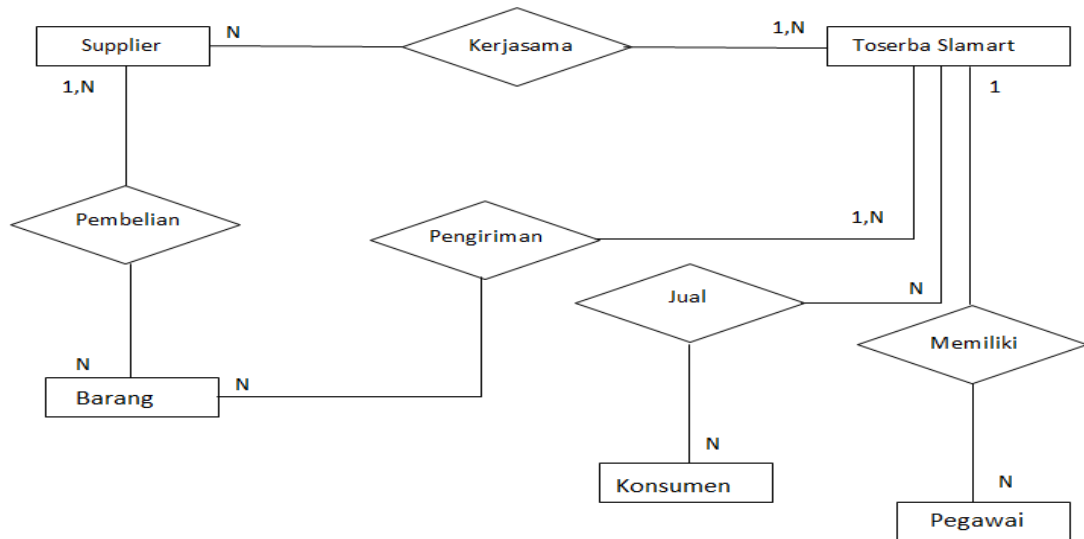 Supplier
N
Kerjasama
1,N
Toserba Slamart
1,N
1
Pembelian
Pengiriman
1,N
Jual
N
Memiliki
N
Barang
N
N
Konsumen
N
Pegawai